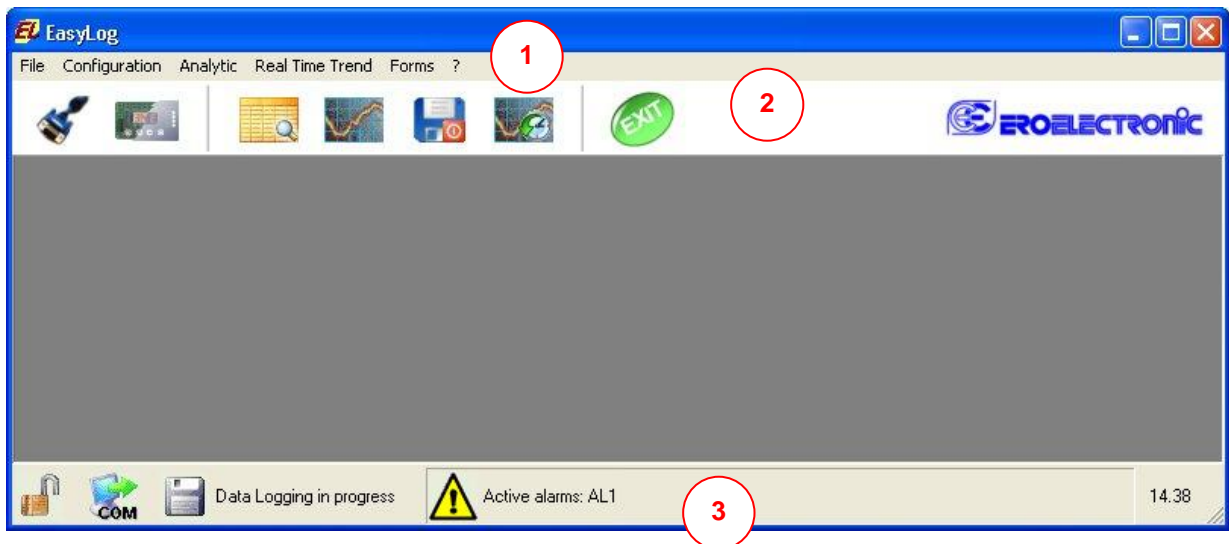 EL EasyLog
1
File Configuration Analytic Real Time Trend Forms ?
EXIT
2
EROELECTRONIC
COM
Data Logging in progress
Active alarms: AL1
3
14.38